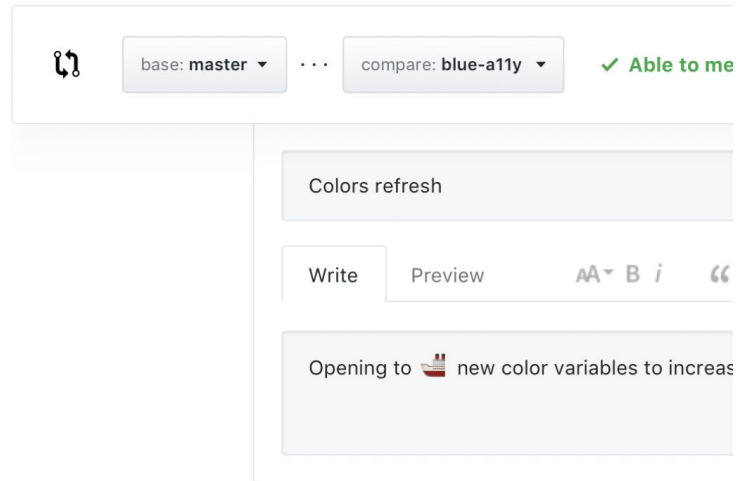 base: master ... compare: blue-a11y Able to me
Colors refresh
Write Preview AA B i “
Opening to 🚢 new color variables to increas